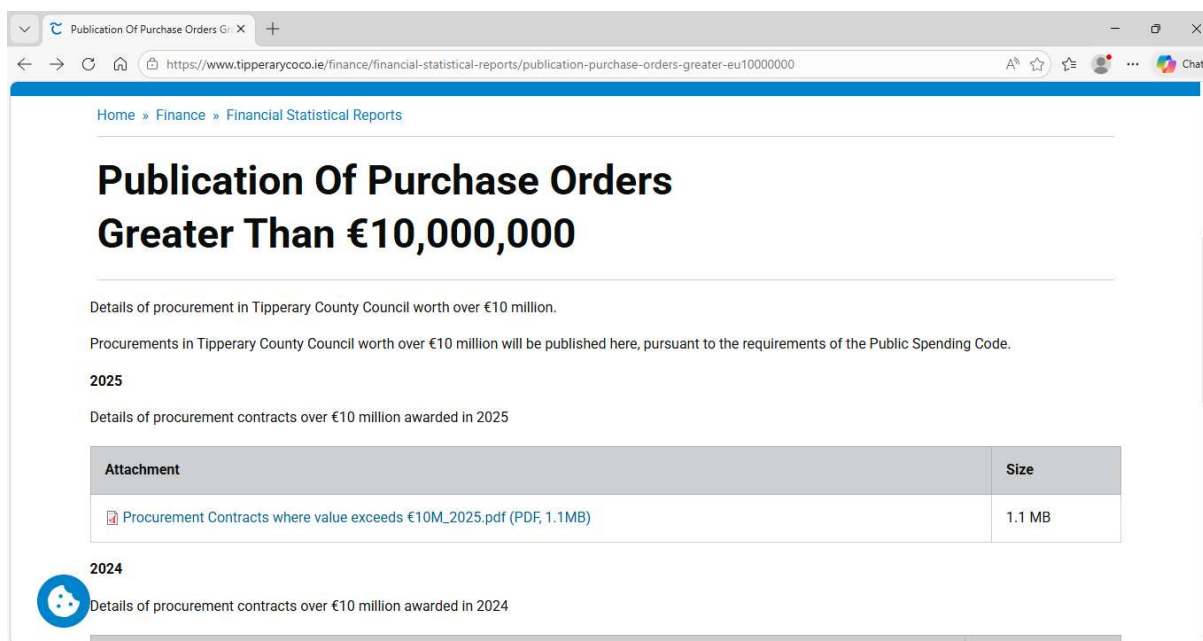 Publication Of Purchase Orders Gr
https://www.tipperarycoco.ie/finance/financial-statistical-reports/publication-purchase-orders-greater-eu10000000
Chat
Home » Finance » Financial Statistical Reports
Publication Of Purchase Orders
Greater Than €10,000,000
Details of procurement in Tipperary County Council worth over €10 million.
Procurements in Tipperary County Council worth over €10 million will be published here, pursuant to the requirements of the Public Spending Code.
2025
Details of procurement contracts over €10 million awarded in 2025
Attachment Size
Procurement Contracts where value exceeds €10M_2025.pdf (PDF, 1.1MB) 1.1 MB
2024
Details of procurement contracts over €10 million awarded in 2024